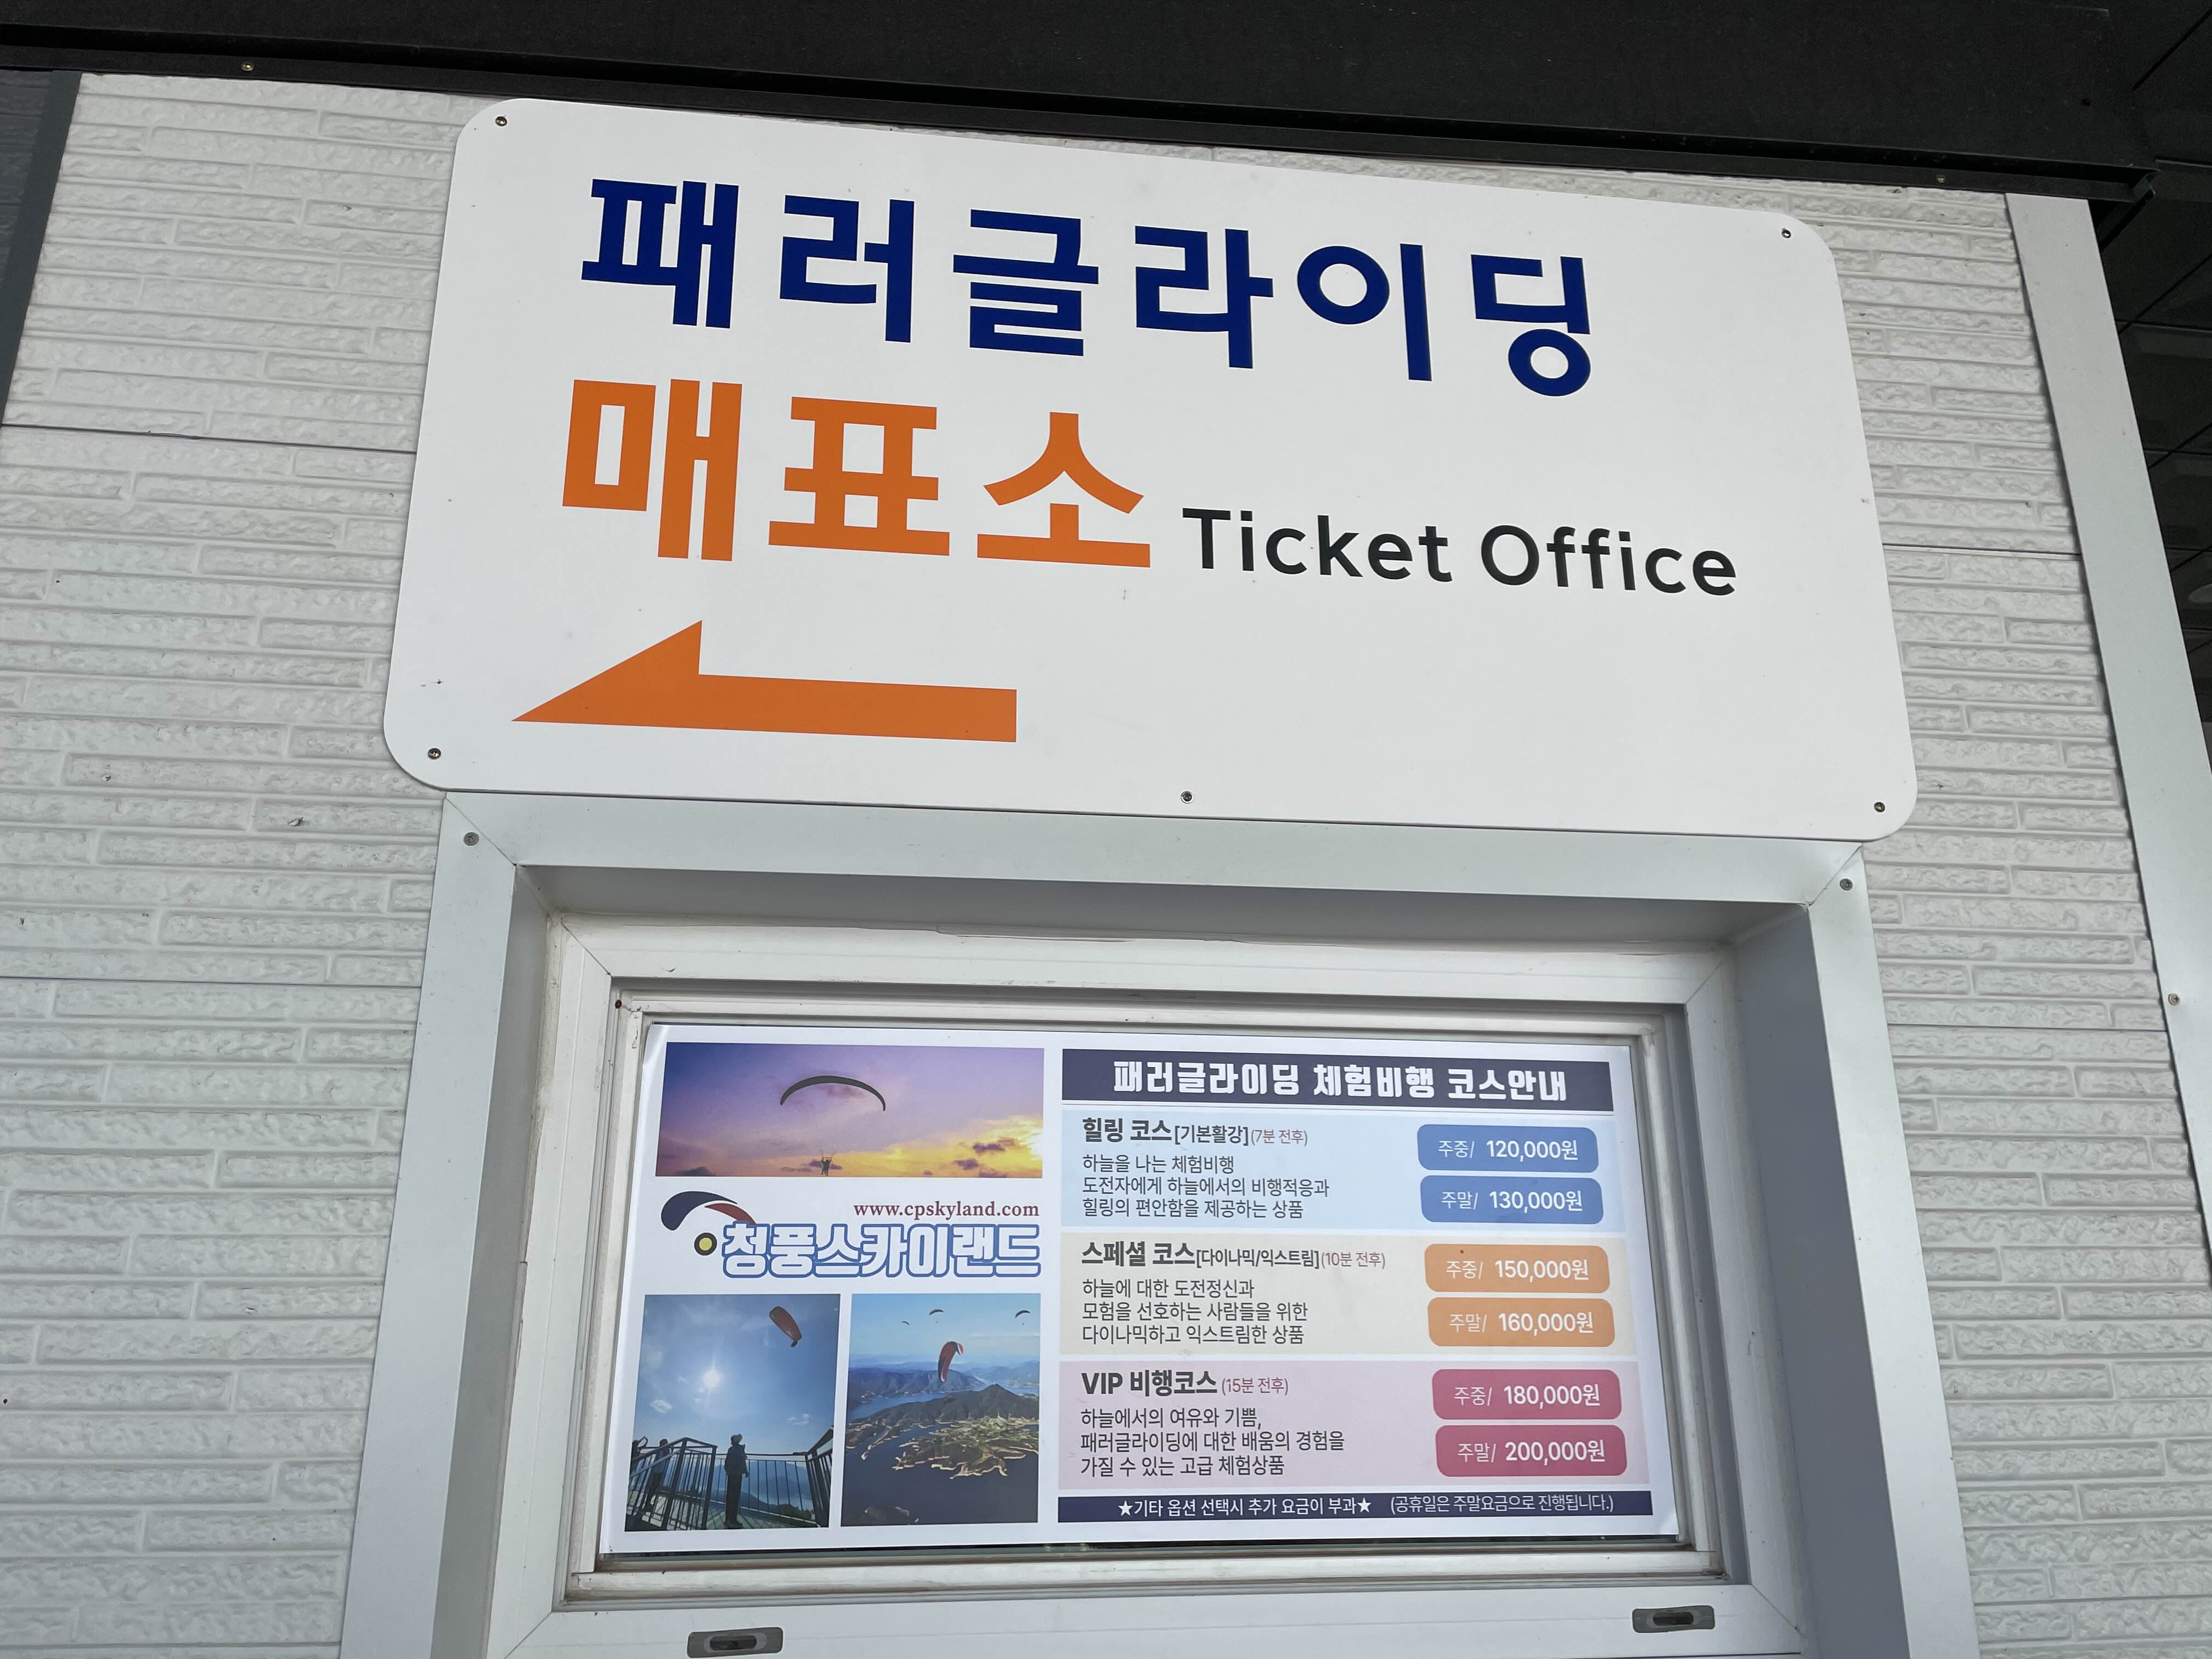 패러글라이딩
매표소 Ticket Office
www.cpskyland.com
청풍스카이랜드
패러글라이딩 체험비행 코스안내
힐링 코스[기본활강](7분 전후)
하늘을 나는 체험비행
도전자에게 하늘에서의 비행적응과
힐링의 편안함을 제공하는 상품
주중/ 120,000원
주말/ 130,000원
스페셜 코스[다이나믹/익스트림](10분 전후)
하늘에 대한 도전정신과
모험을 선호하는 사람들을 위한
다이나믹하고 익스트림한 상품
주중/ 150,000원
주말/ 160,000원
VIP 비행코스 (15분 전후)
하늘에서의 여유와 기쁨,
패러글라이딩에 대한 배움의 경험을
가질 수 있는 고급 체험상품
주중/ 180,000원
주말/ 200,000원
★기타 옵션 선택시 추가 요금이 부과★ (공휴일은 주말요금으로 진행됩니다.)